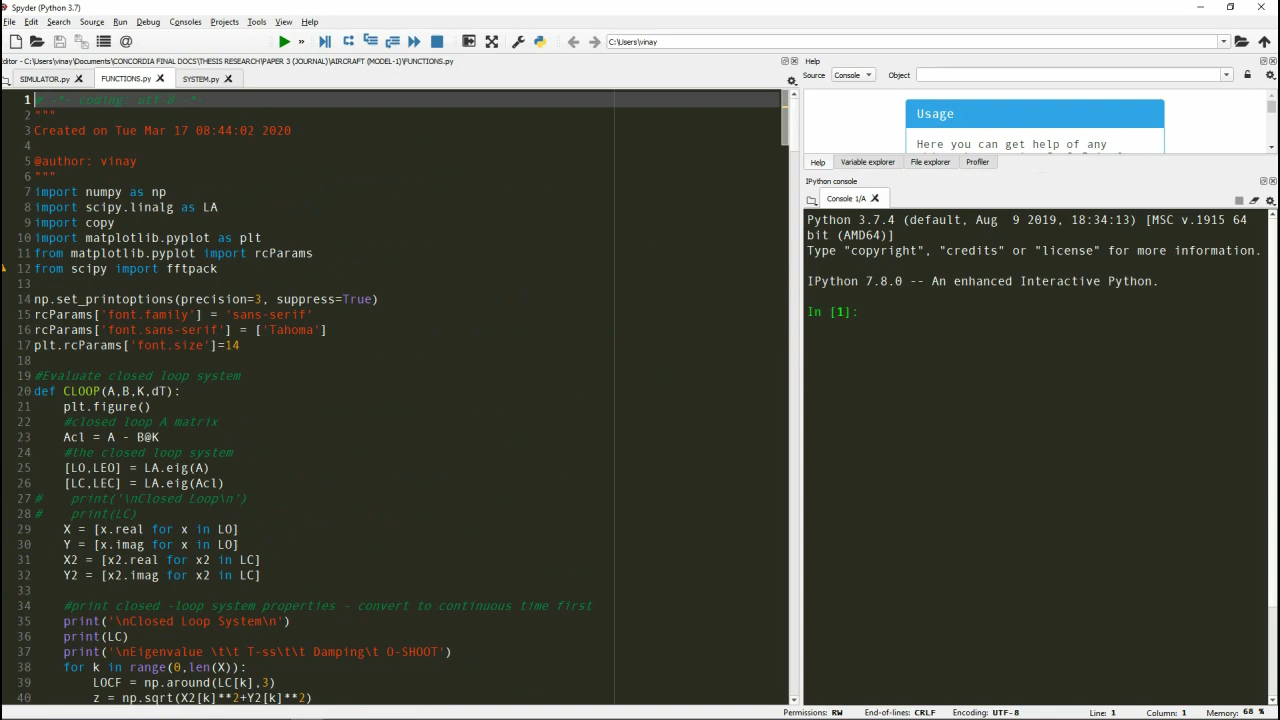 Spyder (Python 3.7)
File Edit Search Source Run Debug Consoles Projects Tools View Help
C:\Users\vinay
ditor - C:\Users\vinay\Documents\CONCORDIA FINAL DOCS\THESIS RESEARCH\PAPER 3 (JOURNAL)\AIRCRAFT (MODEL-1)\FUNCTIONS.py
SIMULATOR.py FUNCTIONS.py SYSTEM.py
1 # -*- coding: utf-8 -*-
2 """
3 Created on Tue Mar 17 08:44:02 2020
4
5 @author: vinay
6 """
7 import numpy as np
8 import scipy.linalg as LA
9 import copy
10 import matplotlib.pyplot as plt
11 from matplotlib.pyplot import rcParams
12 from scipy import fftpack
13
14 np.set_printoptions(precision=3, suppress=True)
15 rcParams['font.family'] = 'sans-serif'
16 rcParams['font.sans-serif'] = ['Tahoma']
17 plt.rcParams['font.size']=14
18
19 #Evaluate closed loop system
20 def CLOOP(A,B,K,dT):
21     plt.figure()
22     #closed loop A matrix
23     Acl = A - B@K
24     #the closed loop system
25     [LO,LEO] = LA.eig(A)
26     [LC,LEC] = LA.eig(Acl)
27 #    print('\nClosed Loop\n')
28 #    print(LC)
29     X = [x.real for x in LO]
30     Y = [x.imag for x in LO]
31     X2 = [x2.real for x2 in LC]
32     Y2 = [x2.imag for x2 in LC]
33
34     #print closed -loop system properties - convert to continuous time first
35     print('\nClosed Loop System\n')
36     print(LC)
37     print('\nEigenvalue \t\t T-ss\t\t Damping\t O-SHOOT')
38     for k in range(0,len(X)):
39         LOCF = np.around(LC[k],3)
40         z = np.sqrt(X2[k]**2+Y2[k]**2)
Help
Source Console Object
Usage
Here you can get help of any
Help Variable explorer File explorer Profiler
IPython console
Console 1/A
Python 3.7.4 (default, Aug  9 2019, 18:34:13) [MSC v.1915 64
bit (AMD64)]
Type "copyright", "credits" or "license" for more information.
IPython 7.8.0 -- An enhanced Interactive Python.
In [1]:
Permissions: RW End-of-lines: CRLF Encoding: UTF-8 Line: 1 Column: 1 Memory: 68 %